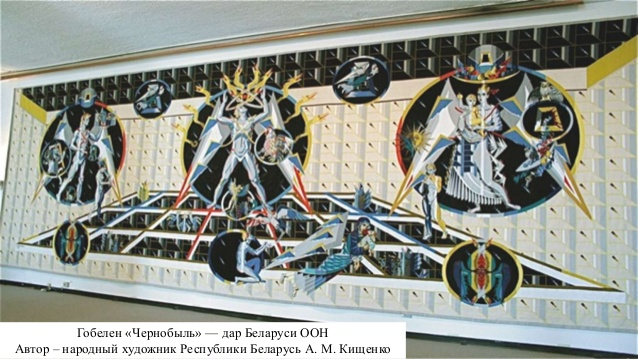 Гобелен «Чернобыль» — дар Беларуси ООН
Автор – народный художник Республики Беларусь А. М. Кищенко